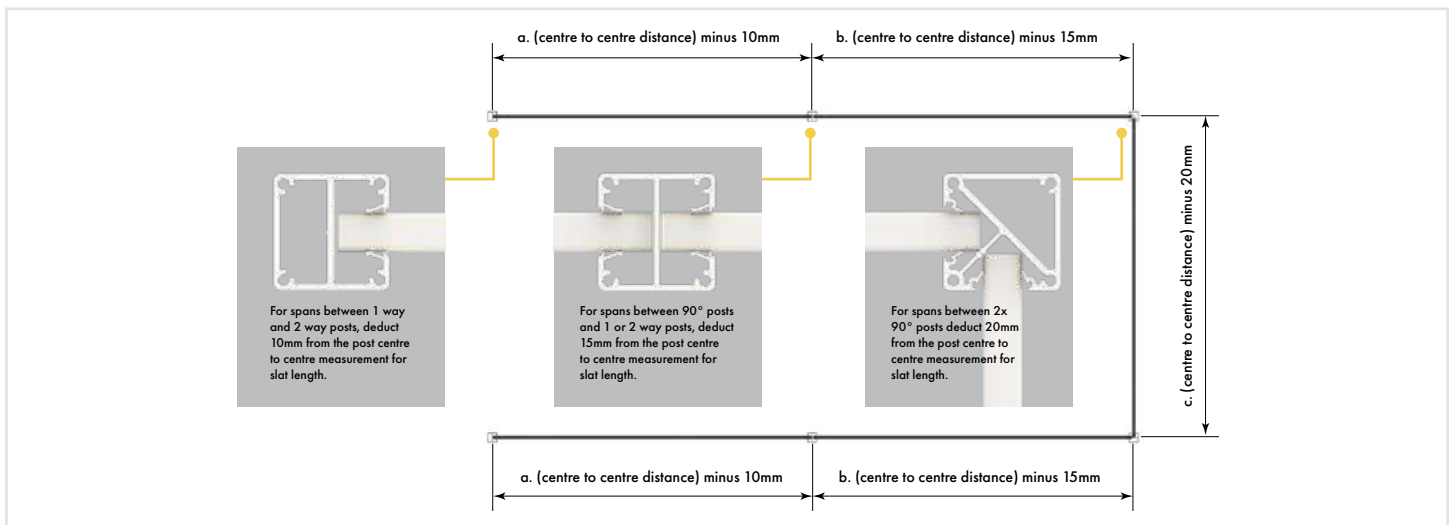 a. (centre to centre distance) minus 10mm
b. (centre to centre distance) minus 15mm
For spans between 1 way
and 2 way posts, deduct
10mm from the post centre
to centre measurement for
slat length.
For spans between 90° posts
and 1 or 2 way posts, deduct
15mm from the post centre
to centre measurement for
slat length.
For spans between 2x
90° posts deduct 20mm
from the post centre to
centre measurement for
slat length.
c. (centre to centre distance) minus 20mm
a. (centre to centre distance) minus 10mm
b. (centre to centre distance) minus 15mm